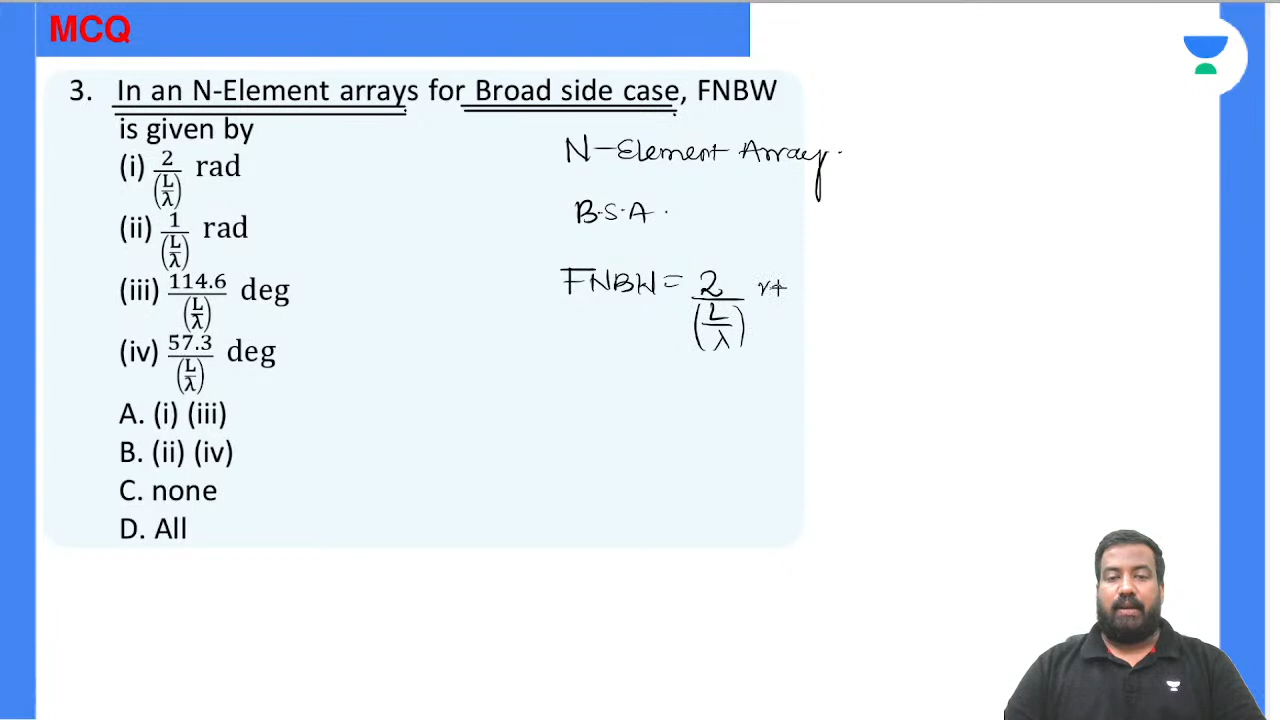 MCQ
3. In an N-Element arrays for Broad side case, FNBW
is given by
(i) 2/(L/λ) rad
(ii) 1/(L/λ) rad
(iii) 114.6/(L/λ) deg
(iv) 57.3/(L/λ) deg
A. (i) (iii)
B. (ii) (iv)
C. none
D. All
N-Element Array.
B.S.A.
FNBW = 2/(L/λ)